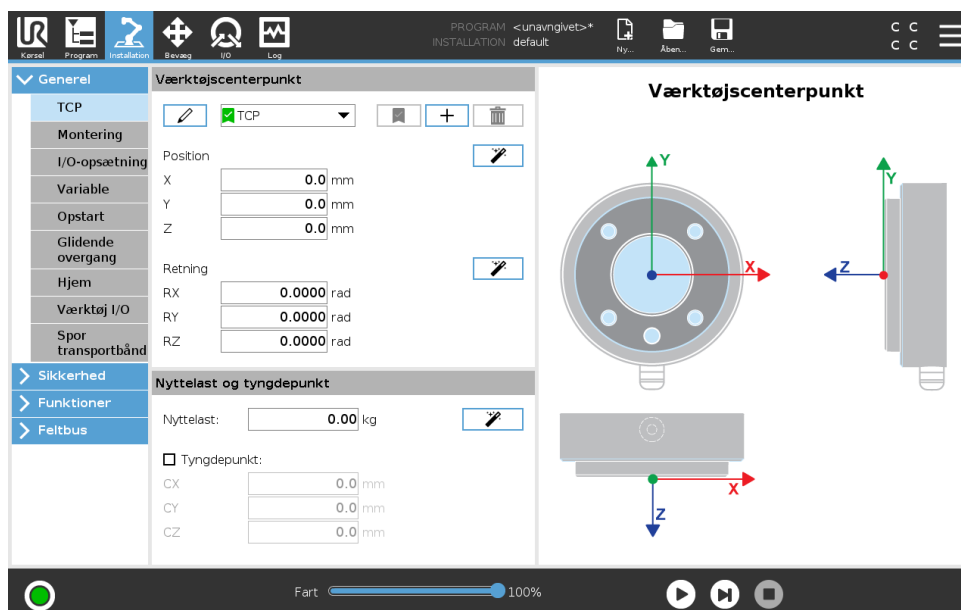 UR
PROGRAM <unavngivet>*
INSTALLATION default
Kørsel Program Installation Bevæg I/O Log Ny... Åben... Gem...
C C
C C
Generel
TCP
Montering
I/O-opsætning
Variable
Opstart
Glidende
overgang
Hjem
Værktøj I/O
Spor
transportbånd
Sikkerhed
Funktioner
Feltbus
Værktøjscenterpunkt
TCP
Position
X 0.0 mm
Y 0.0 mm
Z 0.0 mm
Retning
RX 0.0000 rad
RY 0.0000 rad
RZ 0.0000 rad
Nyttelast og tyngdepunkt
Nyttelast: 0.00 kg
Tyngdepunkt:
CX 0.0 mm
CY 0.0 mm
CZ 0.0 mm
Værktøjscenterpunkt
Y
X
Y
Z
X
Z
Fart 100%